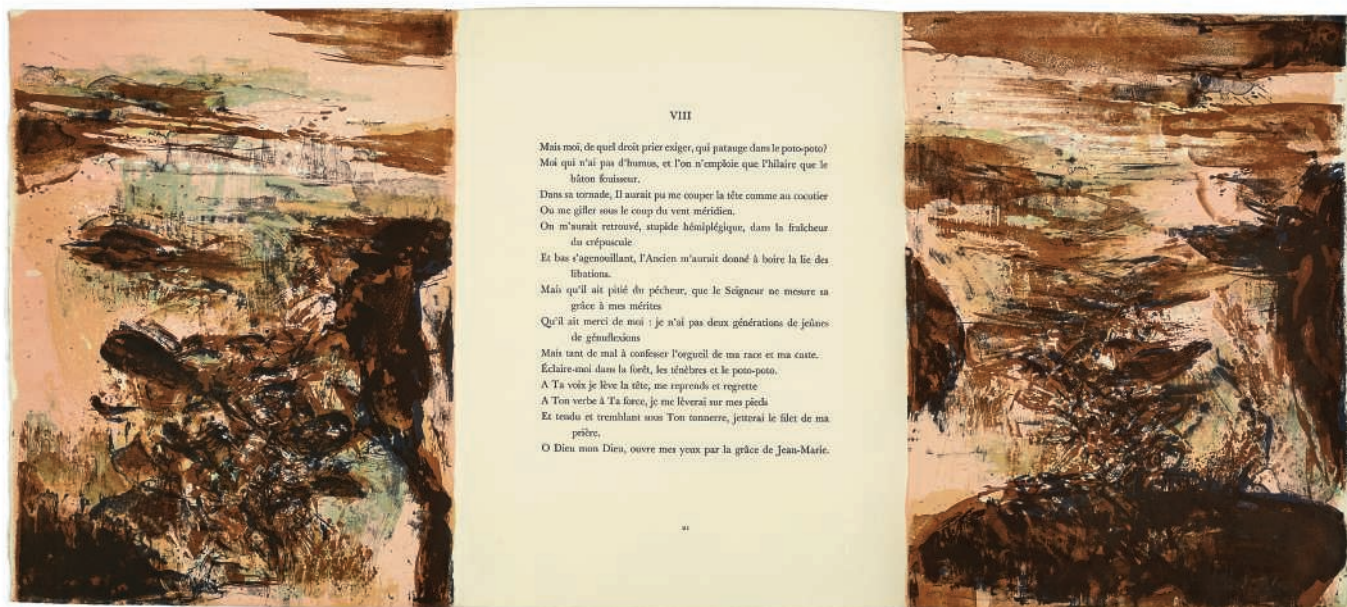 VIII
Mais moi, de quel droit prier exiger, qui patauge dans le poto-poto?
Moi qui n'ai pas d'humus, et l'on n'emploie que l'hilaire que le
bâton fouisseur.
Dans sa tornade, Il aurait pu me couper la tête comme au cocotier
Ou me gifler sous le coup du vent méridien.
On m'aurait retrouvé, stupide hémiplégique, dans la fraîcheur
du crépuscule
Et bas s'agenouillant, l'Ancien m'aurait donné à boire la lie des
libations.
Mais qu'il ait pitié du pécheur, que le Seigneur ne mesure sa
grâce à mes mérites
Qu'il ait merci de moi : je n'ai pas deux générations de jeûnes
de génuflexions
Mais tant de mal à confesser l'orgueil de ma race et ma caste.
Éclaire-moi dans la forêt, les ténèbres et le poto-poto.
A Ta voix je lève la tête, me reprends et regrette
A Ton verbe à Ta force, je me lèverai sur mes pieds
Et tendu et tremblant sous Ton tonnerre, jetterai le filet de ma
prière.
O Dieu mon Dieu, ouvre mes yeux par la grâce de Jean-Marie.